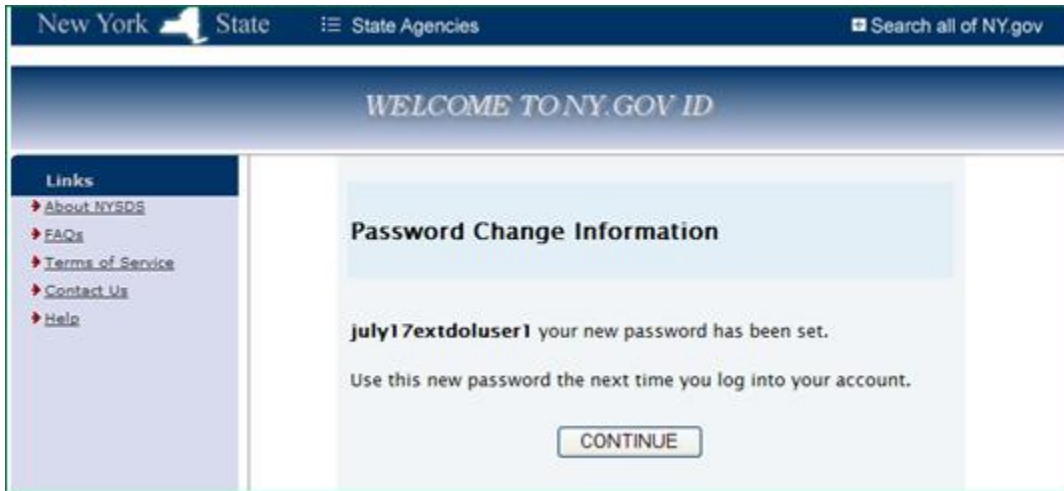 New York State State Agencies Search all of NY.gov
WELCOME TO NY.GOV ID
Links
About NYSDS
FAQs
Terms of Service
Contact Us
Help
Password Change Information
july17extdoluser1 your new password has been set.
Use this new password the next time you log into your account.
CONTINUE